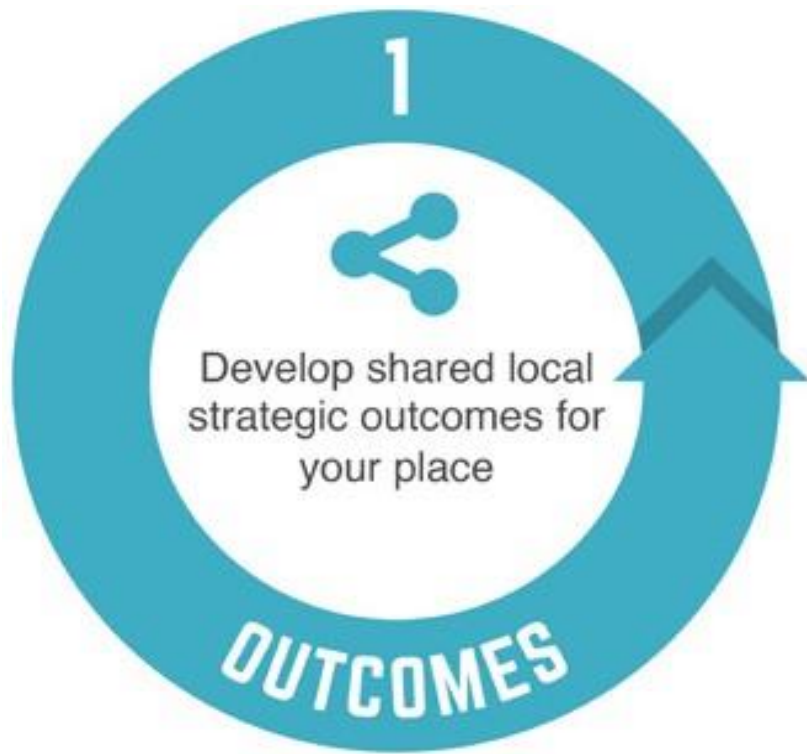 1
Develop shared local
strategic outcomes for
your place
OUTCOMES